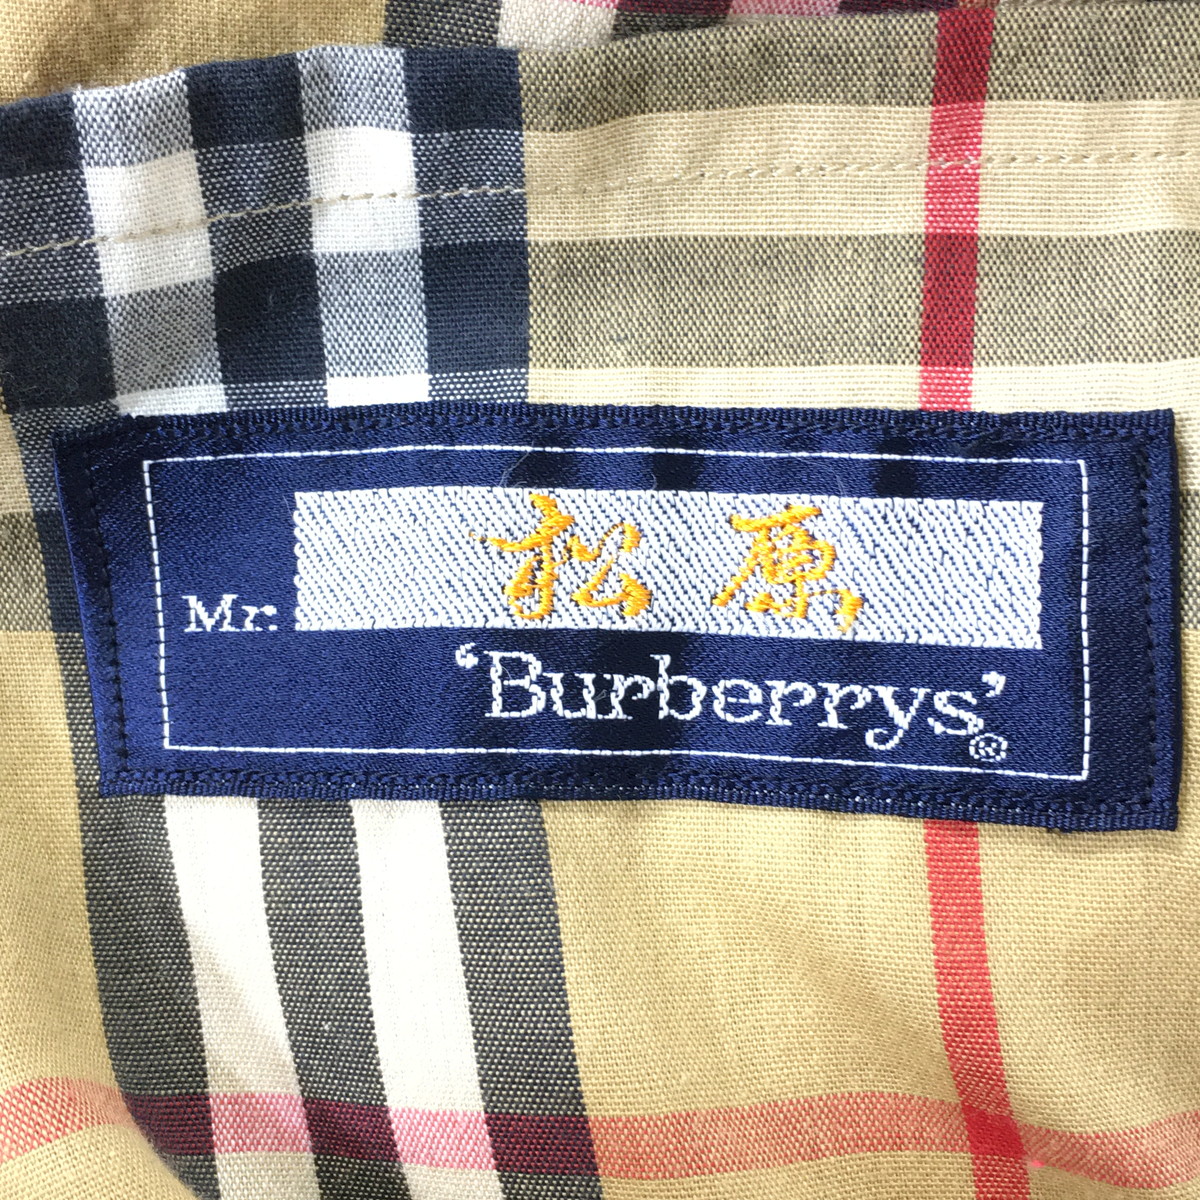 Mr. 松原
‘Burberrys’®